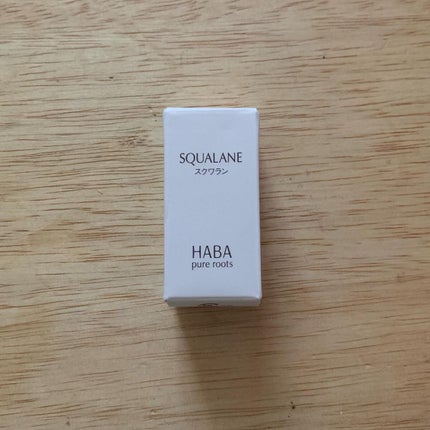 SQUALANE
スクワラン
HABA
pure roots